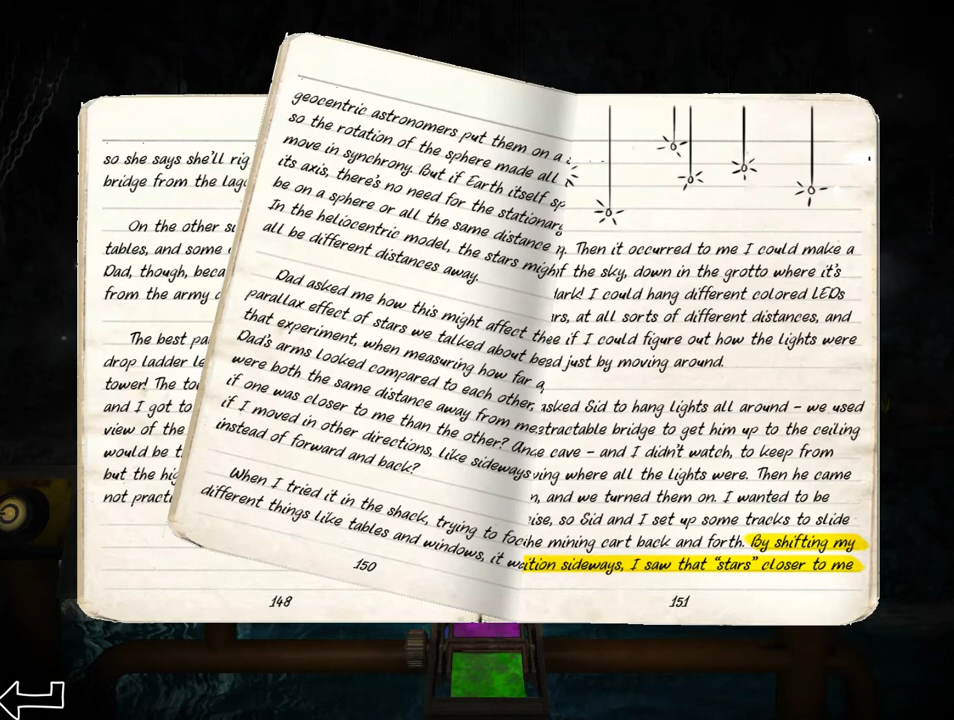 so she says she'll rig
bridge from the lag
On the other si
tables, and some
Dad, though, beca
from the army
The best pa
drop ladder le
tower! The to
and I got to
view of the
would be t
but the hig
not pract
148
geocentric astronomers put them on a
so the rotation of the sphere made all
move in synchrony. But if Earth itself sp
its axis, there's no need for the stationary
be on a sphere or all the same distance
In the heliocentric model, the stars might
all be different distances away.
Dad asked me how this might affect the
parallax effect of stars we talked about be
that experiment, when measuring how far a
Dad's arms looked compared to each other,
were both the same distance away from me
if one was closer to me than the other? An
if I moved in other directions, like sideways
instead of forward and back?
When I tried it in the shack, trying to foc
different things like tables and windows, it wa
150
Then it occurred to me I could make a
f the sky, down in the grotto where it's
dark! I could hang different colored LEDs
rs, at all sorts of different distances, and
e if I could figure out how the lights were
d just by moving around.
asked Sid to hang lights all around – we used
etractable bridge to get him up to the ceiling
e cave – and I didn't watch, to keep from
ving where all the lights were. Then he came
n, and we turned them on. I wanted to be
ise, so Sid and I set up some tracks to slide
he mining cart back and forth. By shifting my
ition sideways, I saw that "stars" closer to me
151